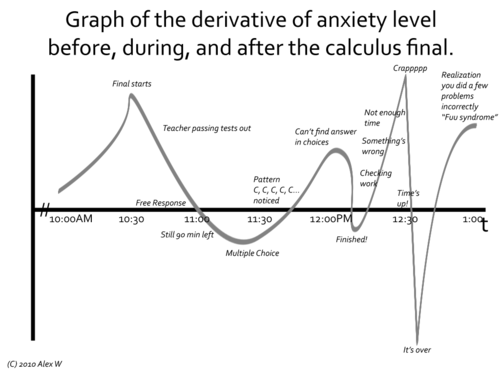 Graph of the derivative of anxiety level
before, during, and after the calculus final.
Crappppp
Final starts
Realization
you did a few
problems
incorrectly
"Fuu syndrome"
Not enough
time
Teacher passing tests out
Can't find answer
in choices
Something's
wrong
Pattern
C, C, C, C, C...
noticed
Checking
work
Time's
up!
Free Response
10:00AM 10:30 11:00 11:30 12:00PM 12:30 1:00 t
Still 90 min left
Finished!
Multiple Choice
It's over
(C) 2010 Alex W